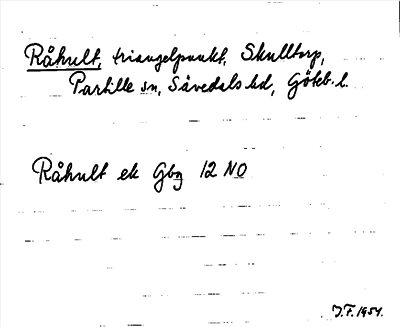 Råhult, triangelpunkt, Skulltorp,
Partille sn, Sävedals hd, Göteb. l.
Råhult ek Gbg 12 NO
J.F. 1954.